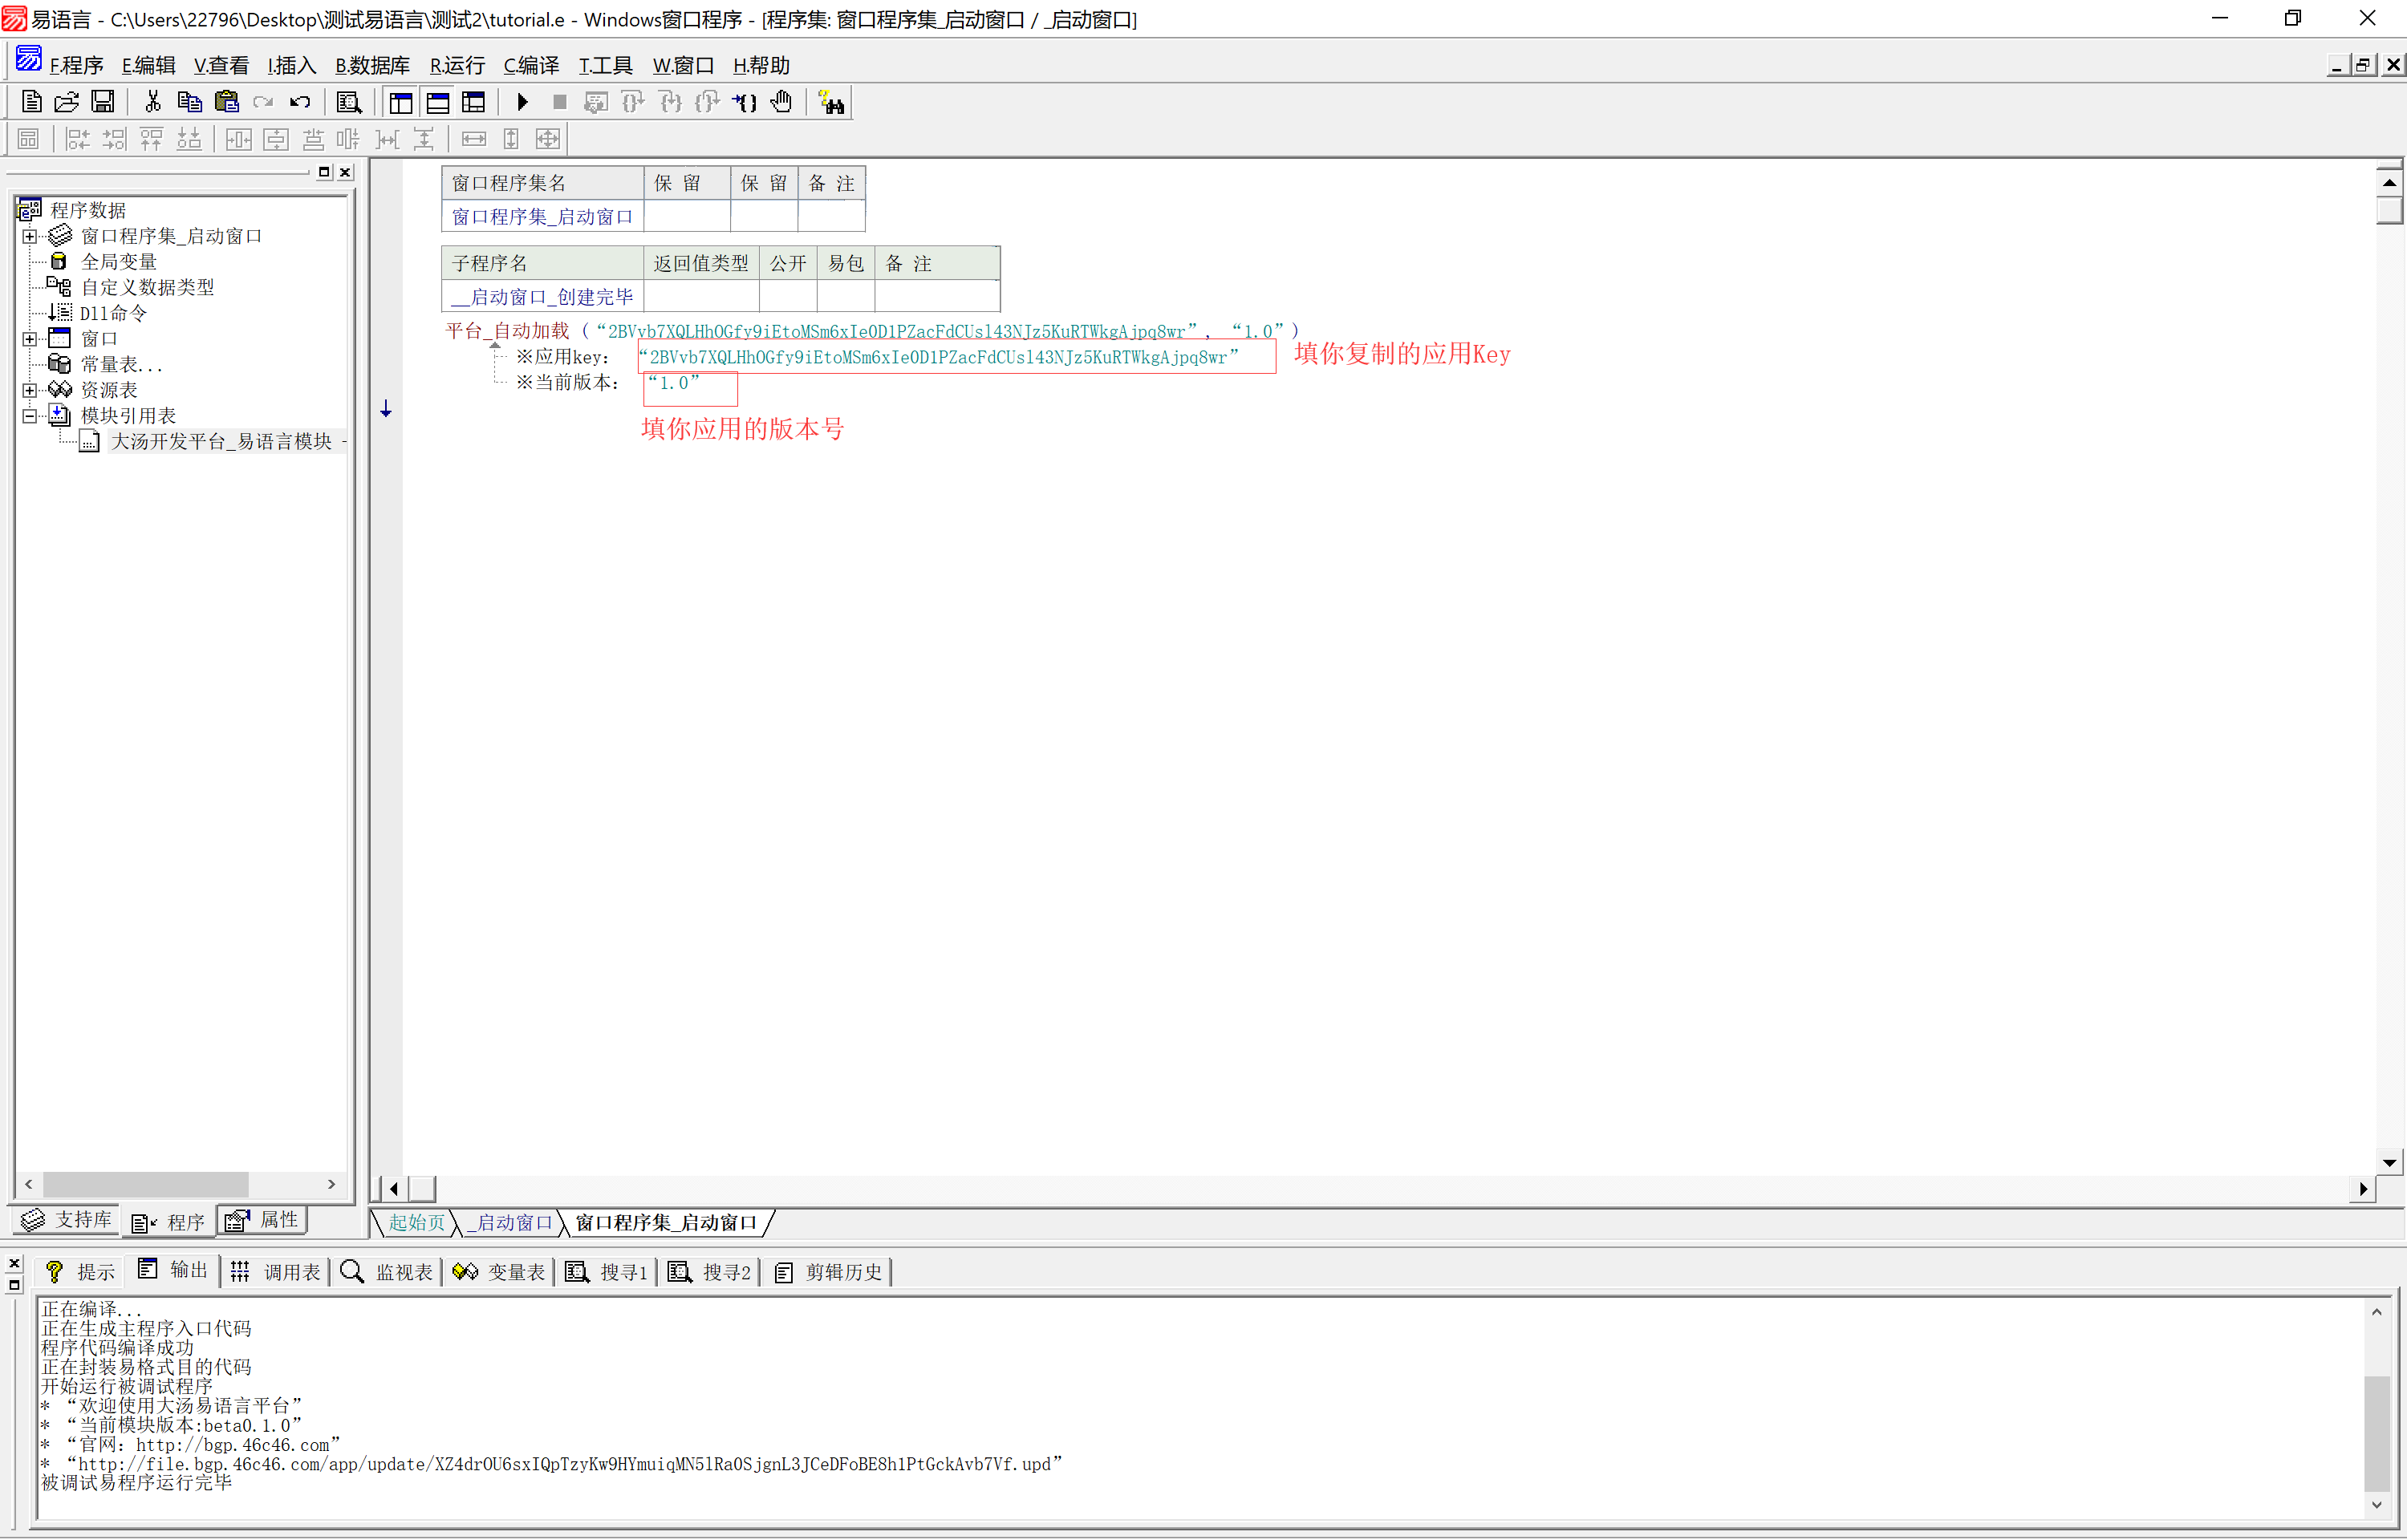 易语言 - C:\Users\22796\Desktop\测试易语言\测试2\tutorial.e - Windows窗口程序 - [程序集: 窗口程序集_启动窗口 / _启动窗口]
F.程序 E.编辑 V.查看 I.插入 B.数据库 R.运行 C.编译 T.工具 W.窗口 H.帮助
程序数据
窗口程序集_启动窗口
全局变量
自定义数据类型
Dll命令
窗口
常量表...
资源表
模块引用表
大汤开发平台_易语言模块 -
支持库 程序 属性
窗口程序集名 保 留 保 留 备 注
窗口程序集_启动窗口
子程序名 返回值类型 公开 易包 备 注
__启动窗口_创建完毕
平台_自动加载 (“2BVvb7XQLHhOGfy9iEtoMSm6xIe0D1PZacFdCUsl43NJz5KuRTWkgAjpq8wr”, “1.0”)
※应用key: “2BVvb7XQLHhOGfy9iEtoMSm6xIe0D1PZacFdCUsl43NJz5KuRTWkgAjpq8wr” 填你复制的应用Key
※当前版本: “1.0”
填你应用的版本号
起始页 _启动窗口 窗口程序集_启动窗口
提示 输出 调用表 监视表 变量表 搜寻1 搜寻2 剪辑历史
正在编译...
正在生成主程序入口代码
程序代码编译成功
正在封装易格式目的代码
开始运行被调试程序
* “欢迎使用大汤易语言平台”
* “当前模块版本:beta0.1.0”
* “官网: http://bgp.46c46.com”
* “http://file.bgp.46c46.com/app/update/XZ4drOU6sxIQpTzyKw9HYmuiqMN5lRa0SjgnL3JCeDFoBE8h1PtGckAvb7Vf.upd”
被调试易程序运行完毕